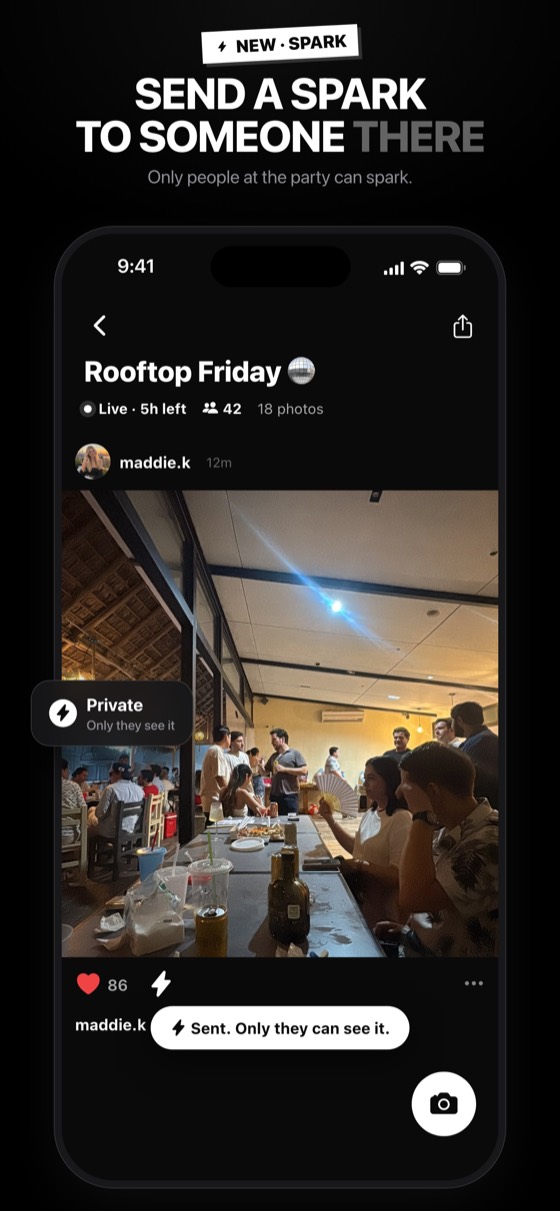 NEW · SPARK
SEND A SPARK
TO SOMEONE THERE
Only people at the party can spark.
9:41
Rooftop Friday
Live · 5h left 42 18 photos
maddie.k 12m
Private
Only they see it
86
maddie.k
Sent. Only they can see it.